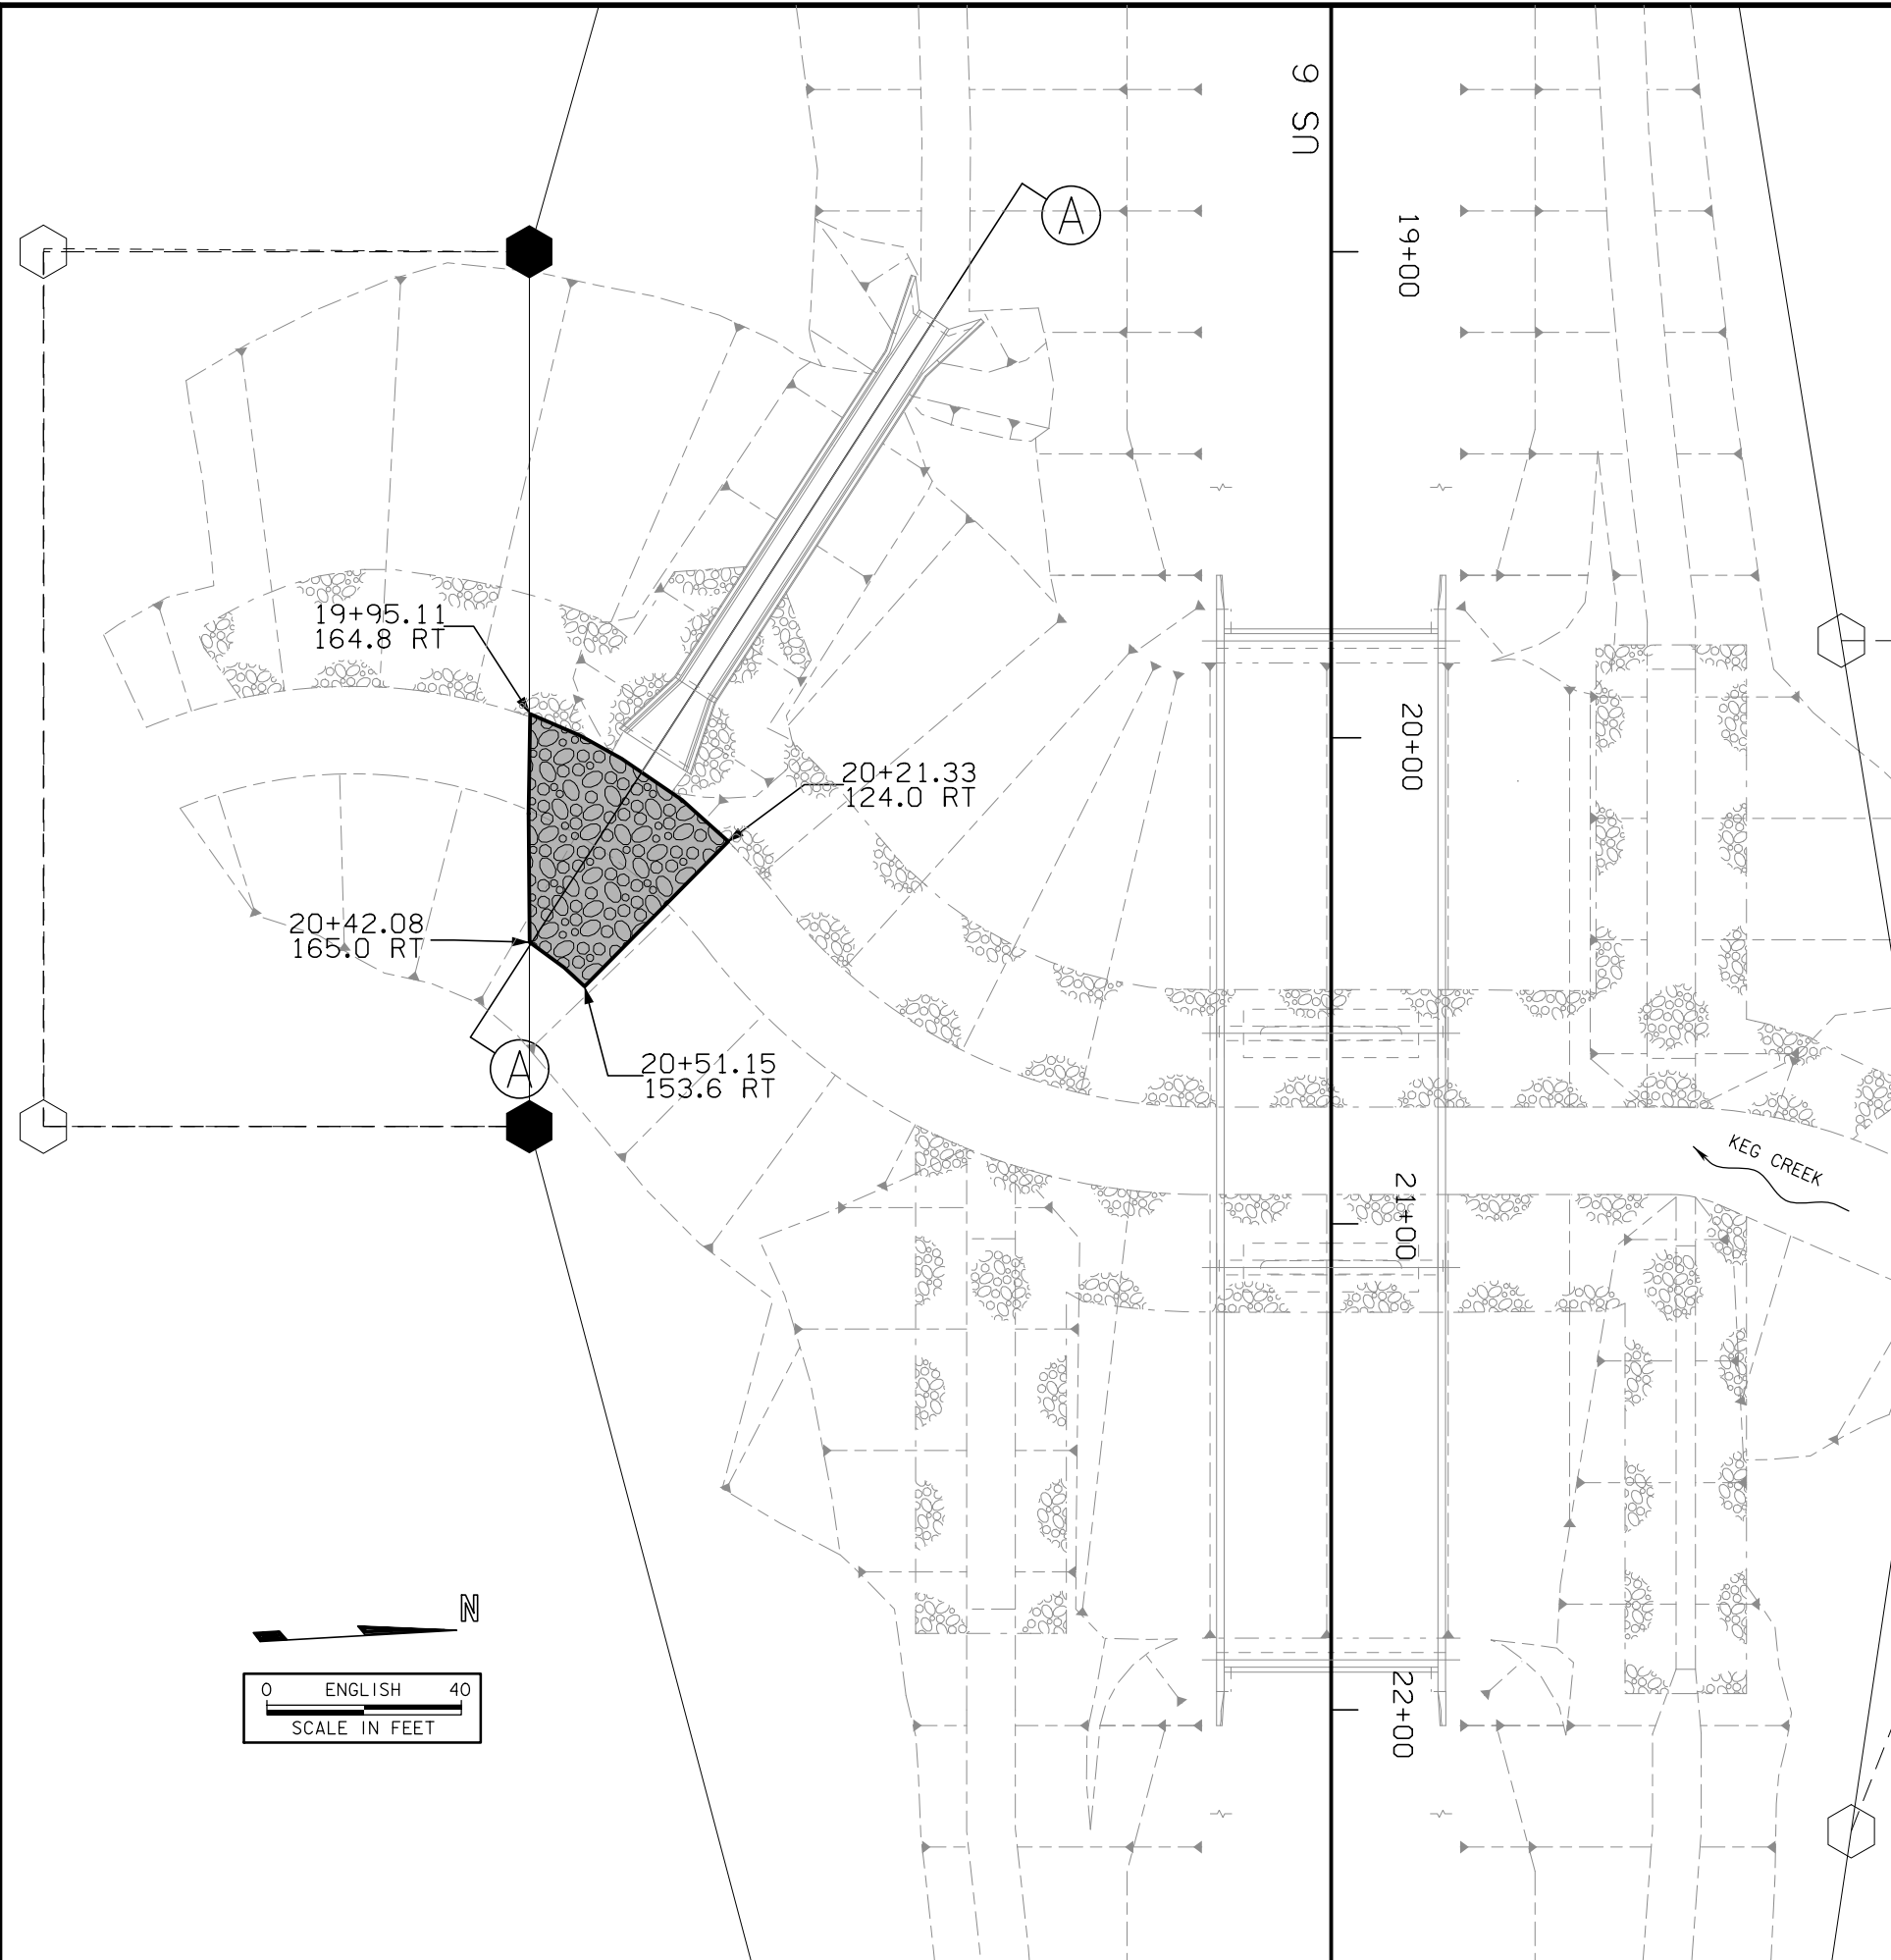 US 6
A
19+00
19+95.11
164.8 RT
20+00
20+21.33
124.0 RT
20+42.08
165.0 RT
A
20+51.15
153.6 RT
KEG CREEK
21+00
N
0 ENGLISH 40
SCALE IN FEET
22+00